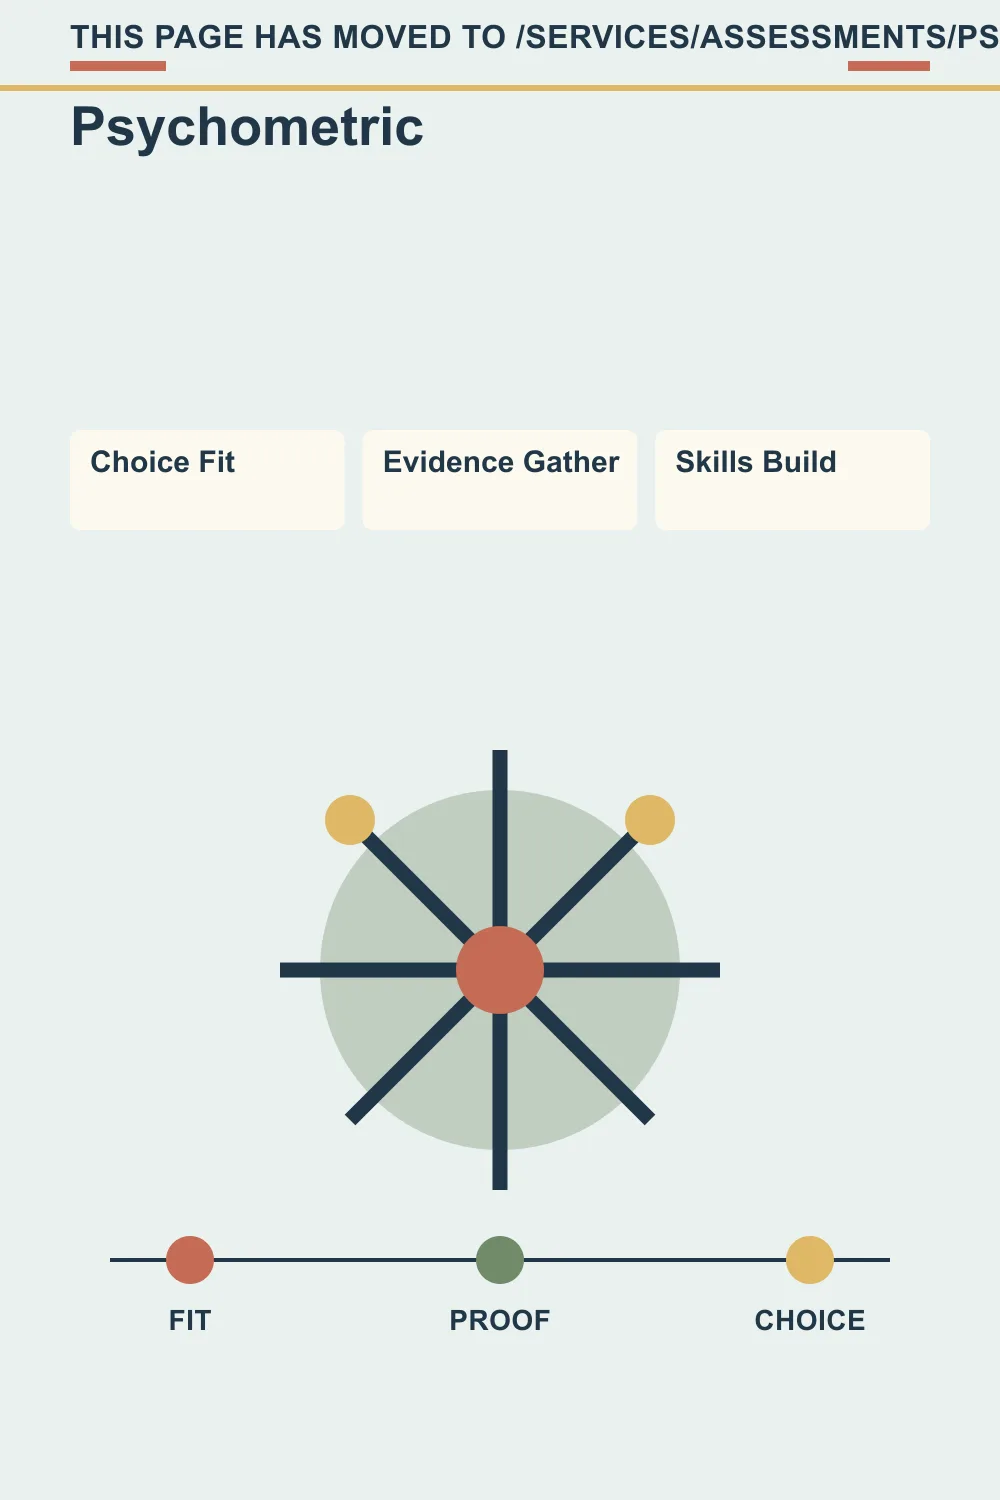 THIS PAGE HAS MOVED TO /SERVICES/ASSESSMENTS/PS
Psychometric
Choice Fit
Evidence Gather
Skills Build
FIT
PROOF
CHOICE